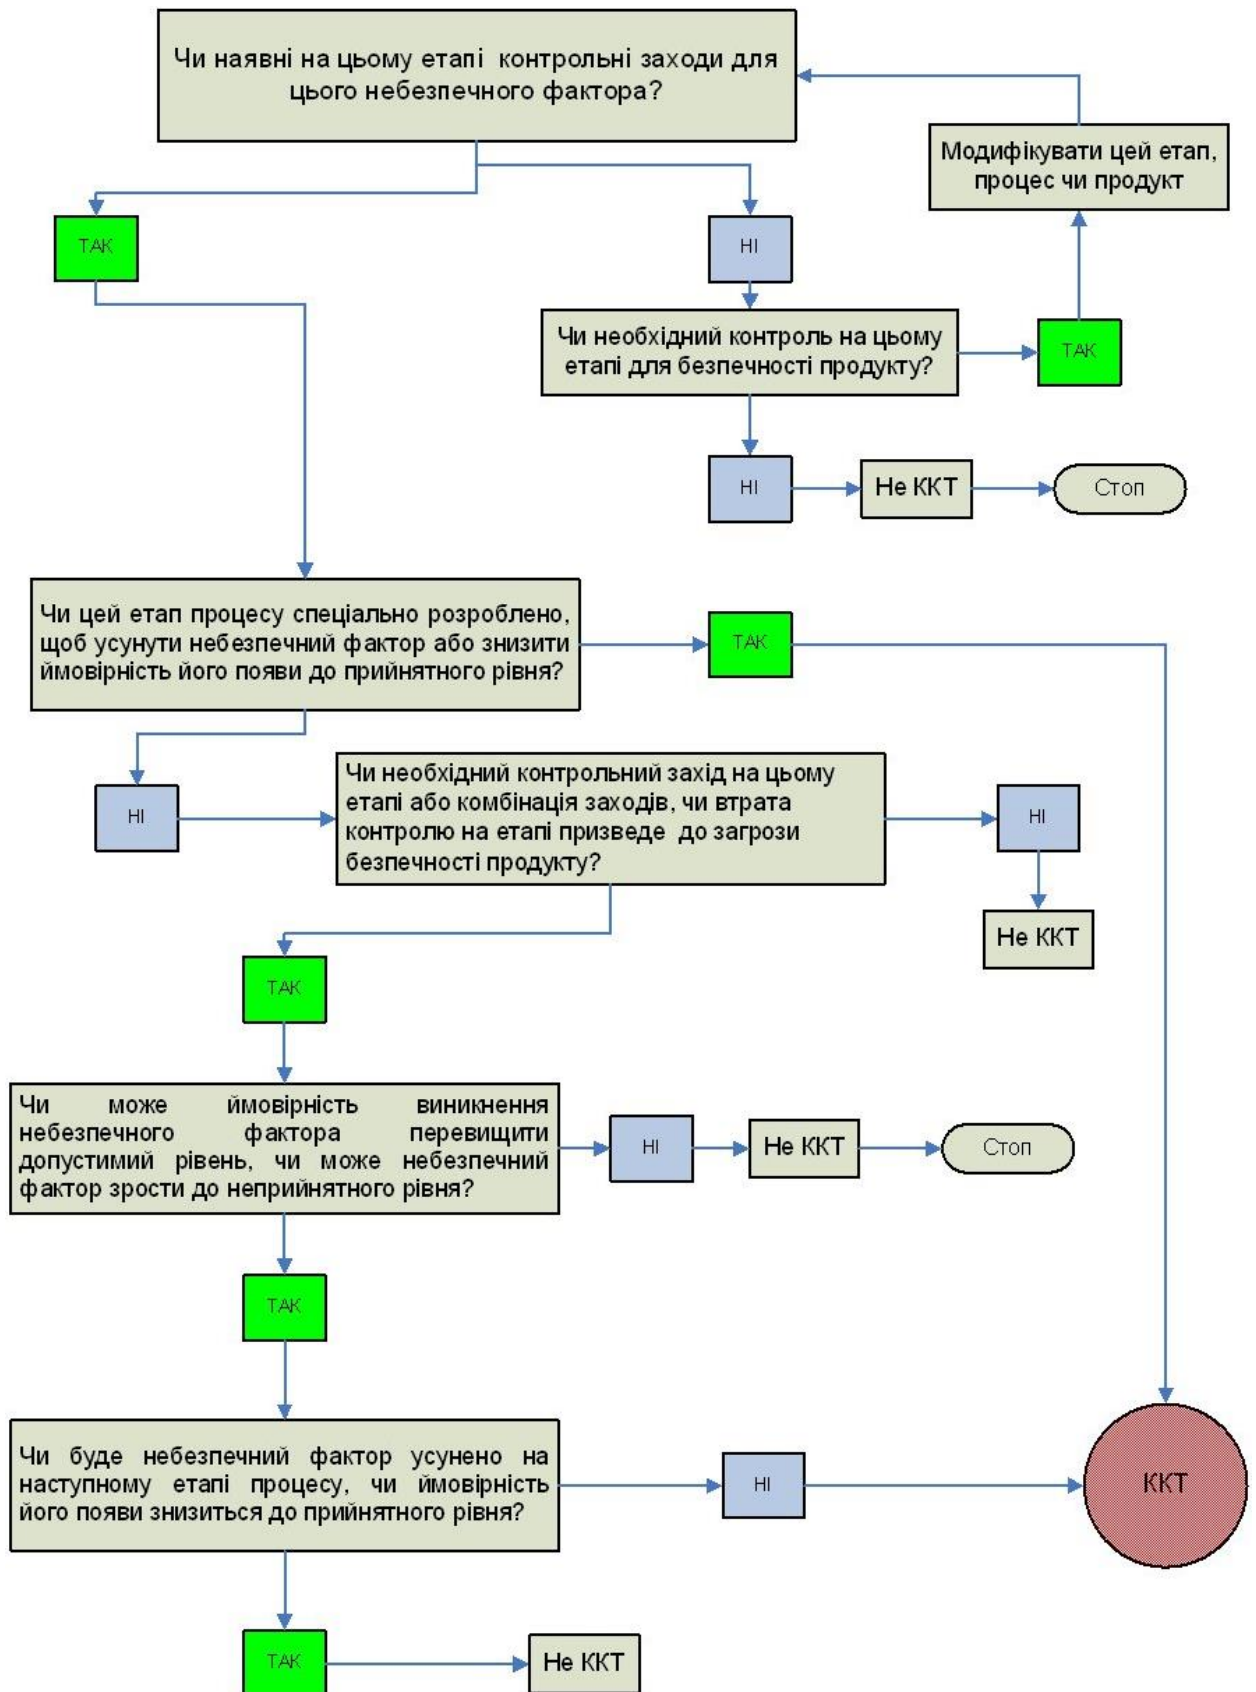 Чи наявні на цьому етапі контрольні заходи для
цього небезпечного фактора?
Модифікувати цей етап,
процес чи продукт
ТАК
НІ
Чи необхідний контроль на цьому
етапі для безпечності продукту?
ТАК
НІ
Не ККТ
Стоп
Чи цей етап процесу спеціально розроблено,
щоб усунути небезпечний фактор або знизити
ймовірність його появи до прийнятного рівня?
ТАК
НІ
Чи необхідний контрольний захід на цьому
етапі або комбінація заходів, чи втрата
контролю на етапі призведе до загрози
безпечності продукту?
НІ
Не ККТ
ТАК
Чи може ймовірність виникнення
небезпечного фактора перевищити
допустимий рівень, чи може небезпечний
фактор зрости до неприйнятного рівня?
НІ
Не ККТ
Стоп
ТАК
Чи буде небезпечний фактор усунено на
наступному етапі процесу, чи ймовірність
його появи знизиться до прийнятного рівня?
НІ
ККТ
ТАК
Не ККТ